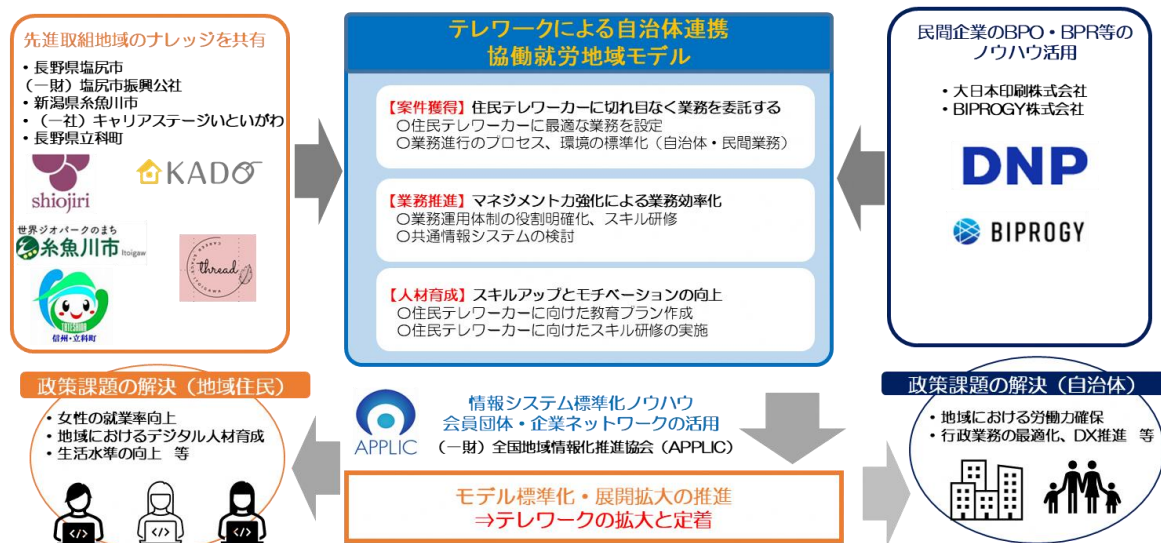 先進取組地域のナレッジを共有
・長野県塩尻市
（一財）塩尻市振興公社
・新潟県糸魚川市
・（一社）キャリアステージいといがわ
・長野県立科町
shiojiri
KADO
世界ジオパークのまち
糸魚川市 Itoigaw
thread
TATESHINA
信州・立科町
テレワークによる自治体連携
協働就労地域モデル
【案件獲得】住民テレワーカーに切れ目なく業務を委託する
〇住民テレワーカーに最適な業務を設定
〇業務進行のプロセス、環境の標準化（自治体・民間業務）
【業務推進】マネジメント力強化による業務効率化
〇業務運用体制の役割明確化、スキル研修
〇共通情報システムの検討
【人材育成】スキルアップとモチベーションの向上
〇住民テレワーカーに向けた教育プラン作成
〇住民テレワーカーに向けたスキル研修の実施
民間企業のBPO・BPR等の
ノウハウ活用
・大日本印刷株式会社
・BIPROGY株式会社
DNP
BIPROGY
政策課題の解決（地域住民）
・女性の就業率向上
・地域におけるデジタル人材育成
・生活水準の向上　等
</>
</>
</>
APPLIC
情報システム標準化ノウハウ
会員団体・企業ネットワークの活用
（一財）全国地域情報化推進協会（APPLIC）
モデル標準化・展開拡大の推進
⇒テレワークの拡大と定着
政策課題の解決（自治体）
・地域における労働力確保
・行政業務の最適化、DX推進　等